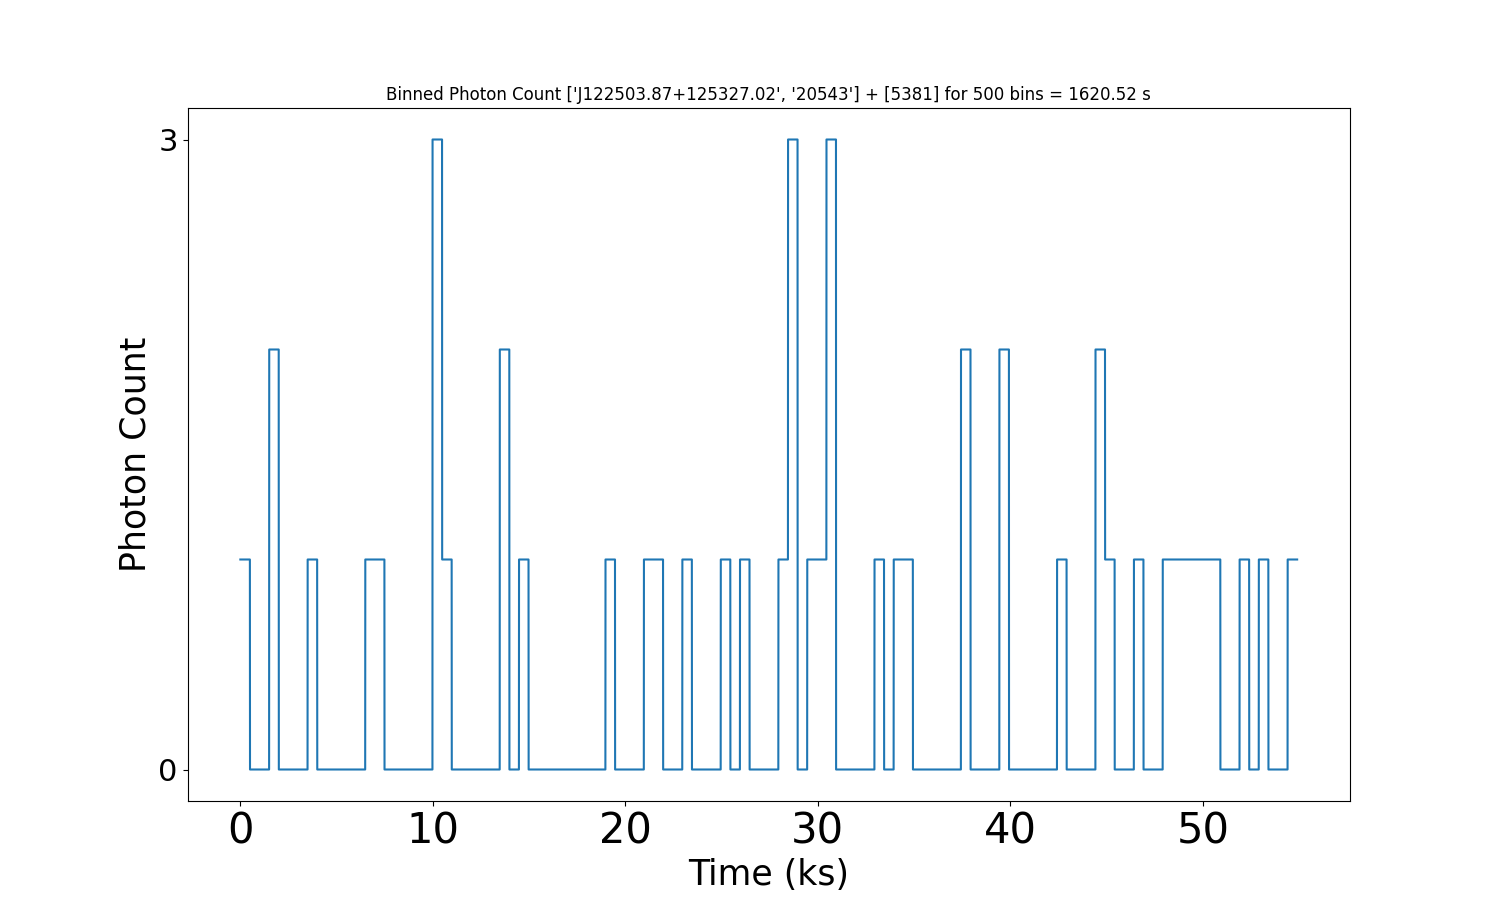 Binned Photon Count ['J122503.87+125327.02', '20543'] + [5381] for 500 bins = 1620.52 s
3
Photon Count
0
0 10 20 30 40 50
Time (ks)